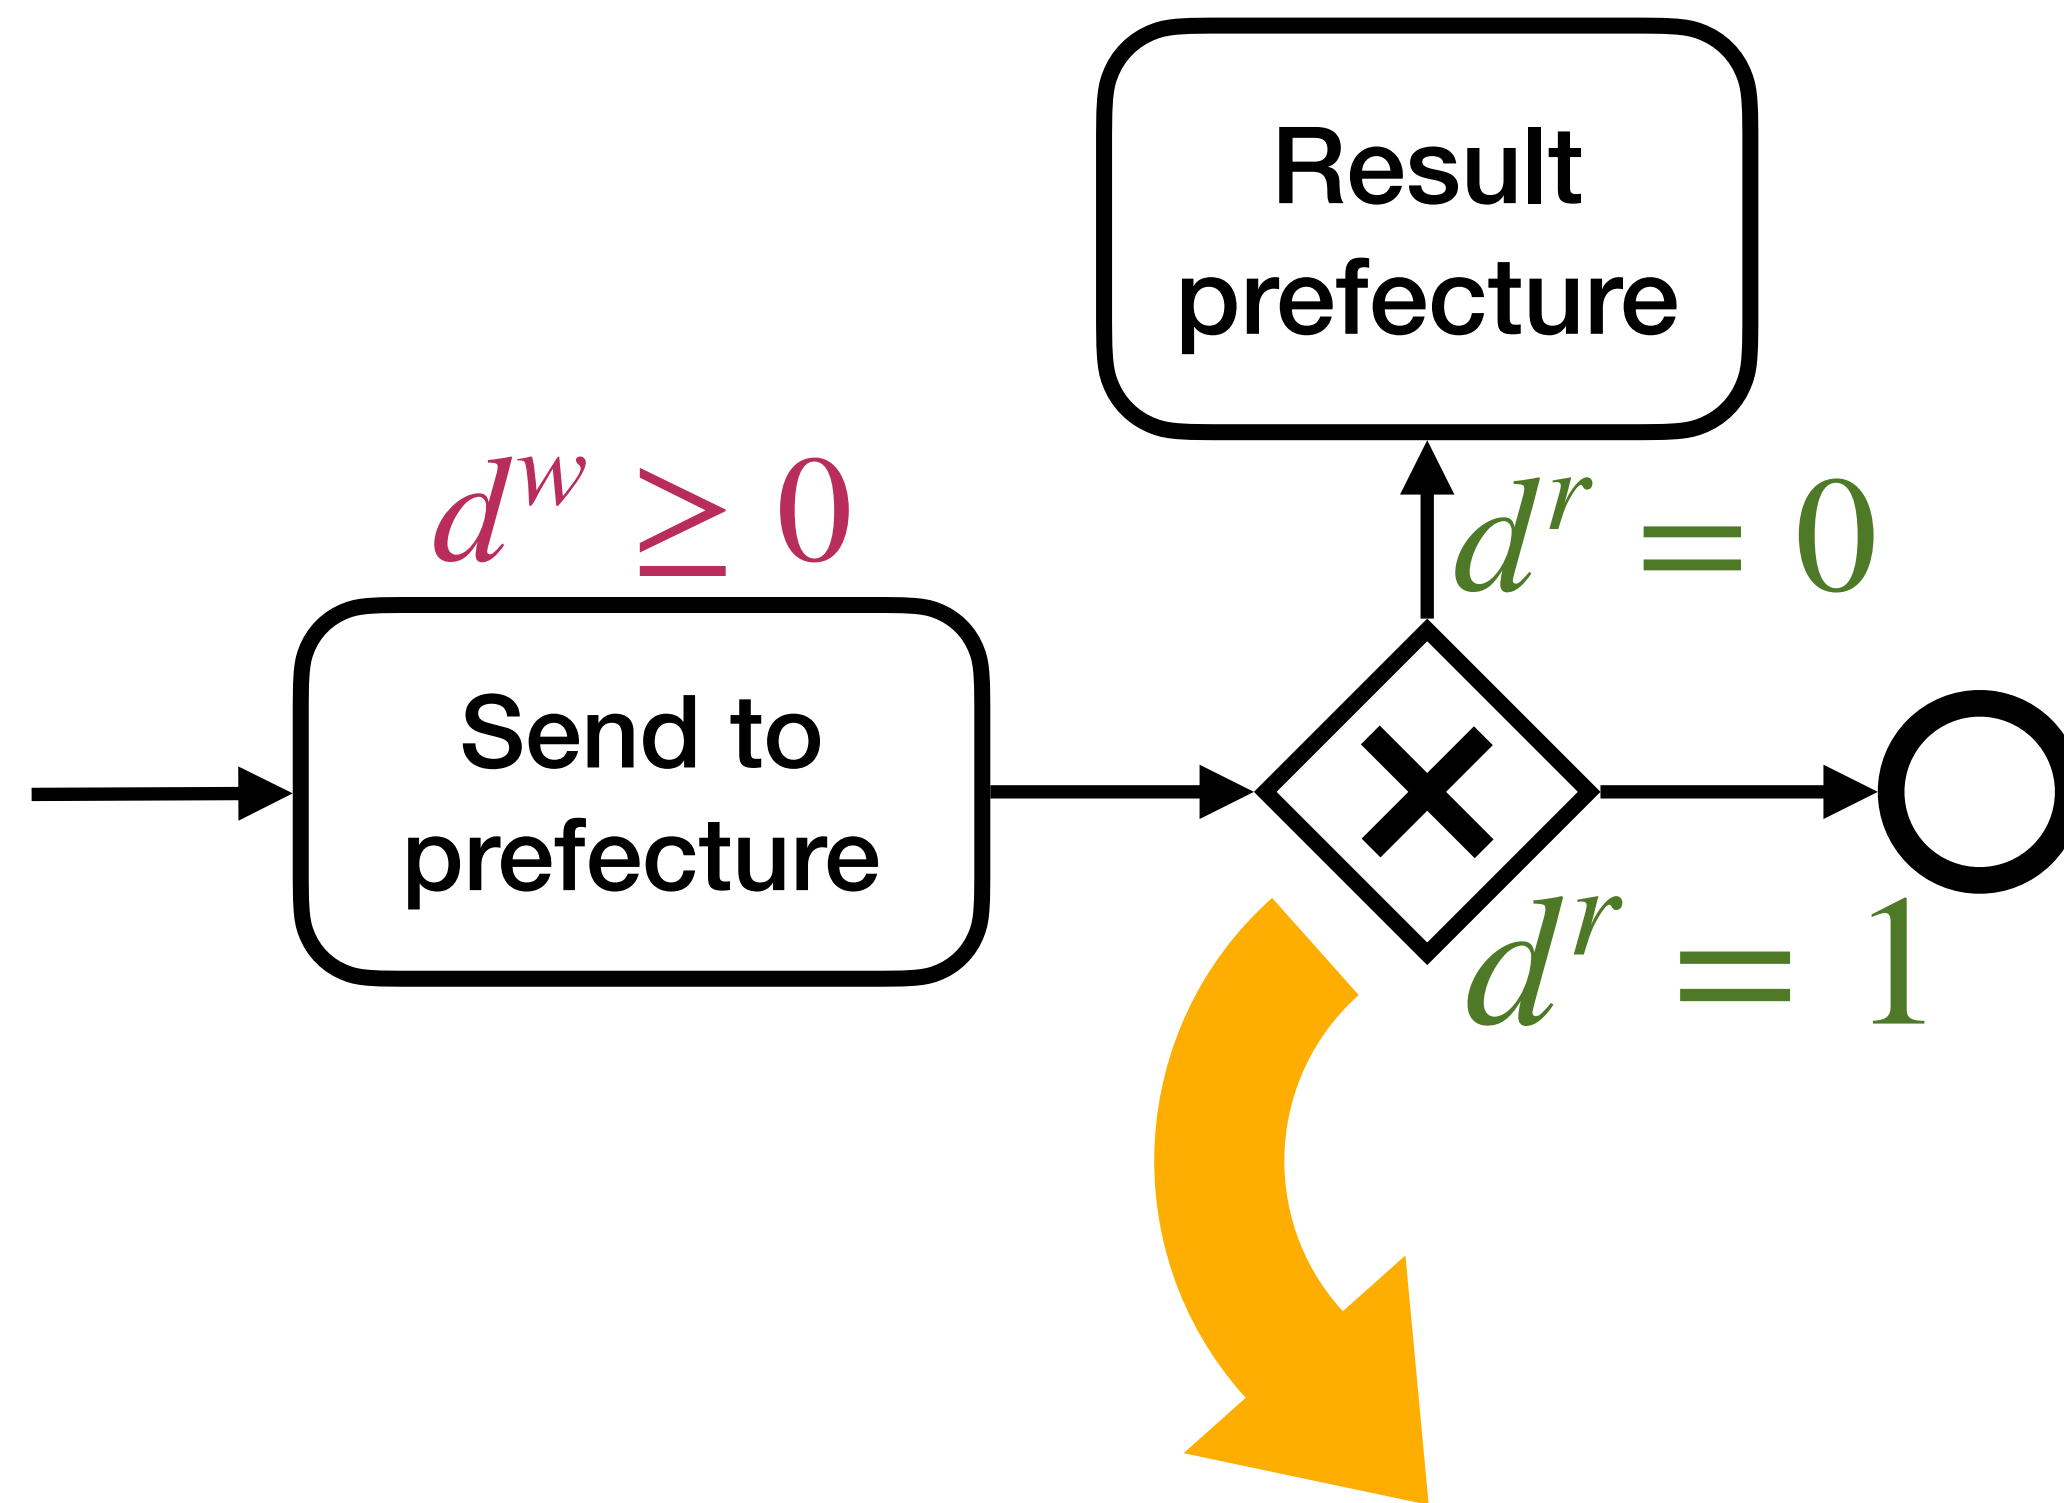 Result
prefecture
d^w ≥ 0
d^r = 0
Send to
prefecture
d^r = 1